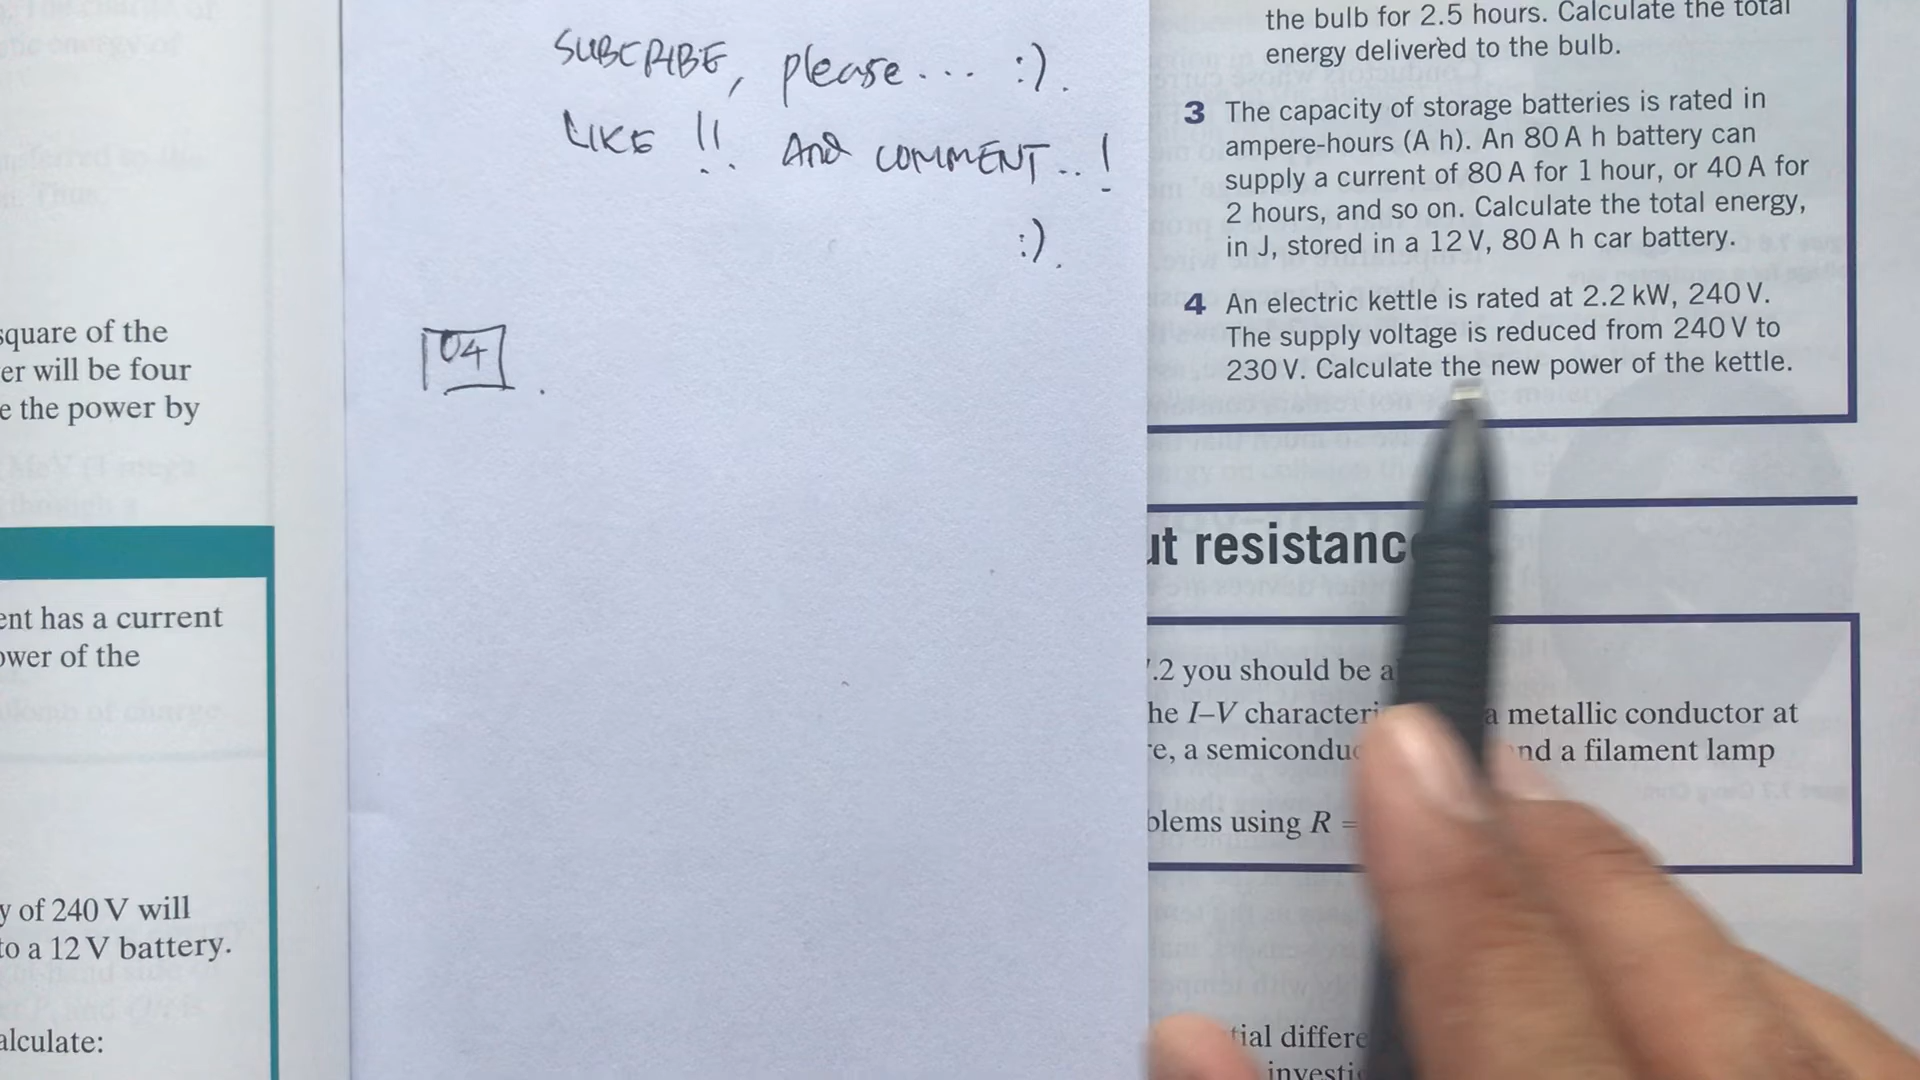 SUBCRIBE, please... :).
LIKE !!. And COMMENT..!
:).
04.
square of the
er will be four
e the power by
ent has a current
ower of the
y of 240 V will
to a 12 V battery.
alculate:
the bulb for 2.5 hours. Calculate the total
energy delivered to the bulb.
3 The capacity of storage batteries is rated in
ampere-hours (A h). An 80 A h battery can
supply a current of 80 A for 1 hour, or 40 A for
2 hours, and so on. Calculate the total energy,
in J, stored in a 12 V, 80 A h car battery.
4 An electric kettle is rated at 2.2 kW, 240 V.
The supply voltage is reduced from 240 V to
230 V. Calculate the new power of the kettle.
ut resistanc
.2 you should be a
he I–V characteri a metallic conductor at
e, a semiconduc nd a filament lamp
blems using R =
tial differe
investi